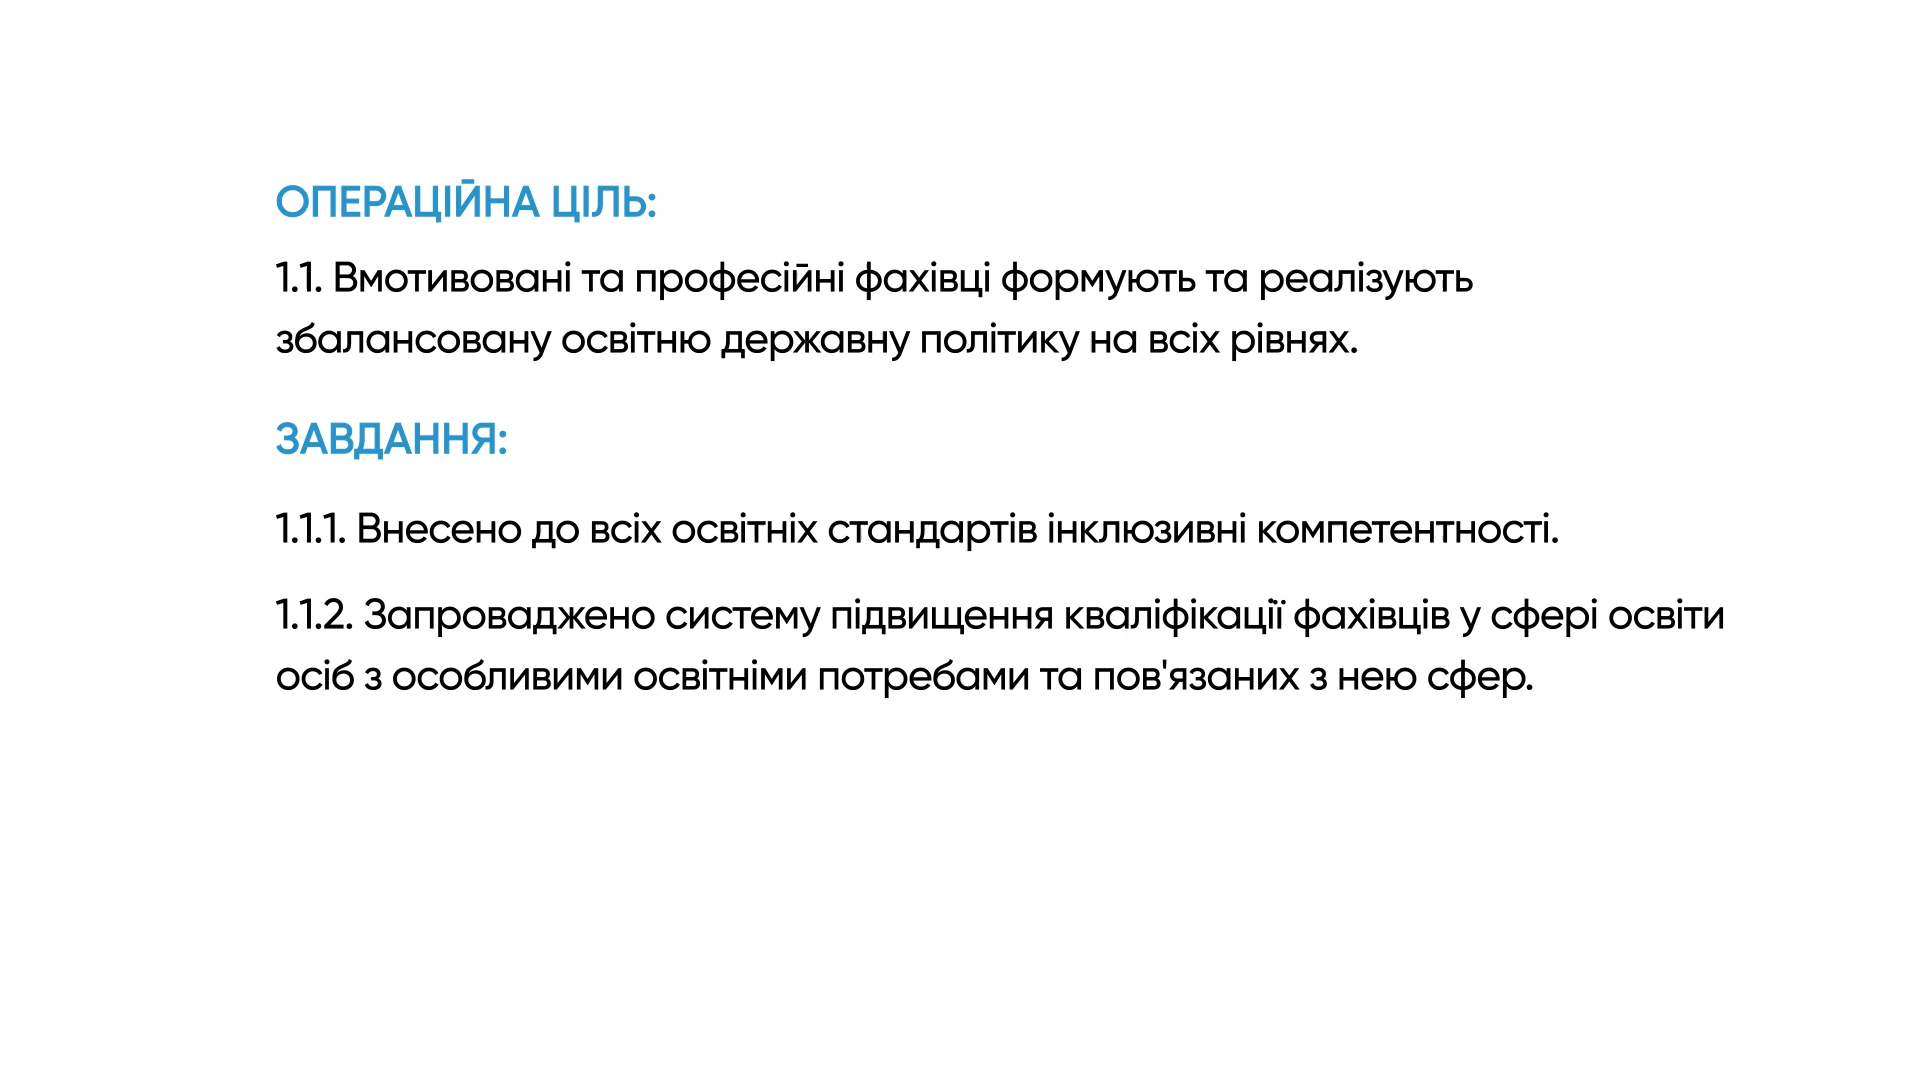 ОПЕРАЦІЙНА ЦІЛЬ:
1.1. Вмотивовані та професійні фахівці формують та реалізують
збалансовану освітню державну політику на всіх рівнях.
ЗАВДАННЯ:
1.1.1. Внесено до всіх освітніх стандартів інклюзивні компетентності.
1.1.2. Запроваджено систему підвищення кваліфікації фахівців у сфері освіти
осіб з особливими освітніми потребами та пов'язаних з нею сфер.